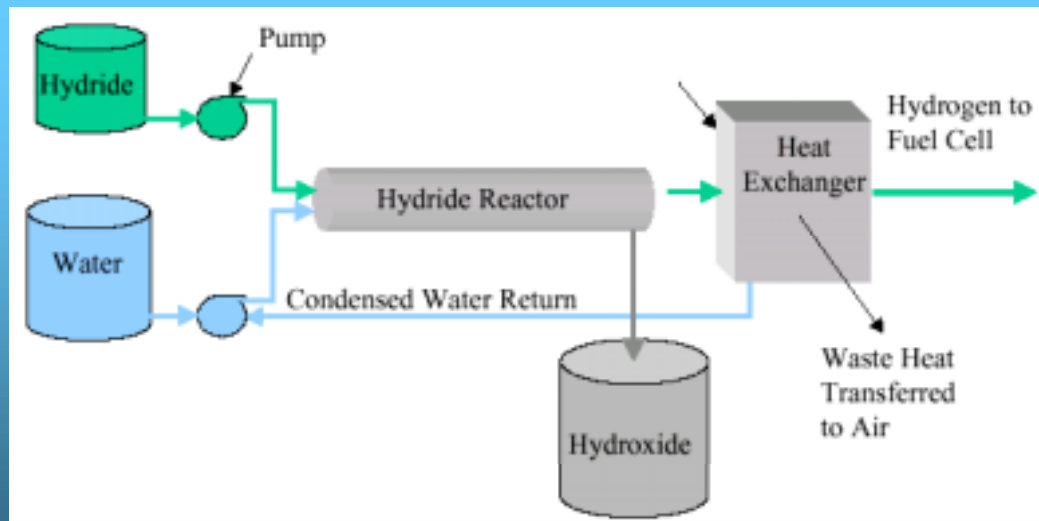 Pump
Hydride
Hydrogen to
Fuel Cell
Heat
Exchanger
Hydride Reactor
Water
Condensed Water Return
Waste Heat
Transferred
to Air
Hydroxide